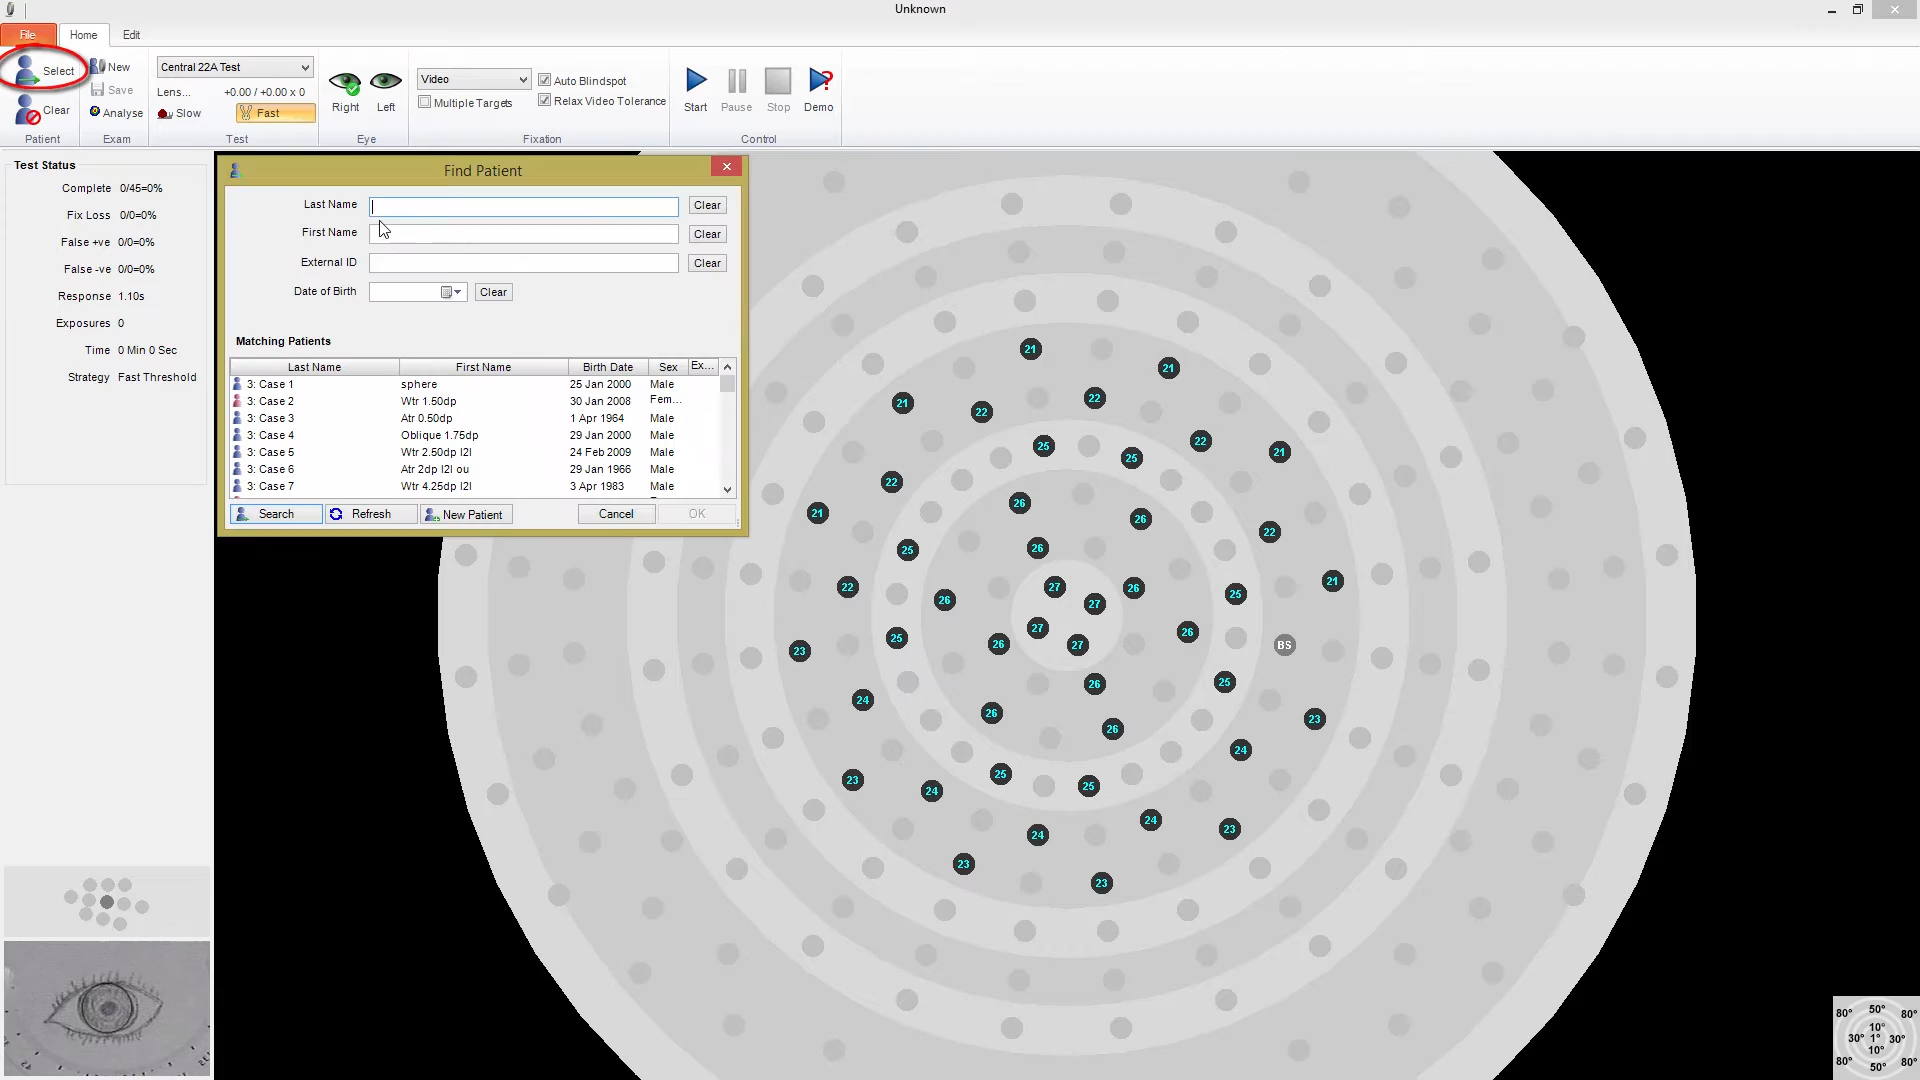 Unknown
File Home Edit
Select
Clear
Patient
New
Save
Analyse
Exam
Central 22A Test
Lens... +0.00 / +0.00 x 0
Slow Fast
Test
Right Left
Eye
Video
Multiple Targets
Auto Blindspot
Relax Video Tolerance
Fixation
Start Pause Stop Demo
Control
Test Status
Complete 0/45=0%
Fix Loss 0/0=0%
False +ve 0/0=0%
False -ve 0/0=0%
Response 1.10s
Exposures 0
Time 0 Min 0 Sec
Strategy Fast Threshold
Find Patient
Last Name Clear
First Name Clear
External ID Clear
Date of Birth Clear
Matching Patients
Last Name First Name Birth Date Sex Ex...
3: Case 1 sphere 25 Jan 2000 Male
3: Case 2 Wtr 1.50dp 30 Jan 2008 Fem...
3: Case 3 Atr 0.50dp 1 Apr 1964 Male
3: Case 4 Oblique 1.75dp 29 Jan 2000 Male
3: Case 5 Wtr 2.50dp l2l 24 Feb 2009 Male
3: Case 6 Atr 2dp l2l ou 29 Jan 1966 Male
3: Case 7 Wtr 4.25dp l2l 3 Apr 1983 Male
Search Refresh New Patient Cancel OK
21
21
22
21 22
22
25 21
25
22
26
21 26
22
25 26
21
22 27 26
25
26 27
27 26
25 26 27 BS
23
26 25
24
26 23
26
24
25
23 25
24
24
24 23
23
23
80° 50° 80°
10°
30° 1° 30°
10°
80° 50° 80°